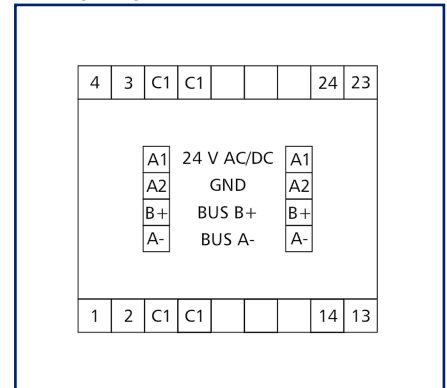 4 3 C1 C1 24 23
A1 24 V AC/DC A1
A2 GND A2
B+ BUS B+ B+
A- BUS A- A-
1 2 C1 C1 14 13